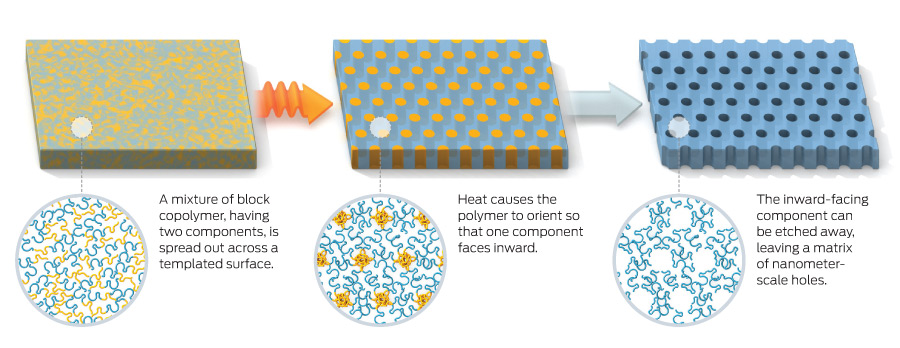 A mixture of block
copolymer, having
two components, is
spread out across a
templated surface.
Heat causes the
polymer to orient so
that one component
faces inward.
The inward-facing
component can
be etched away,
leaving a matrix
of nanometer-
scale holes.